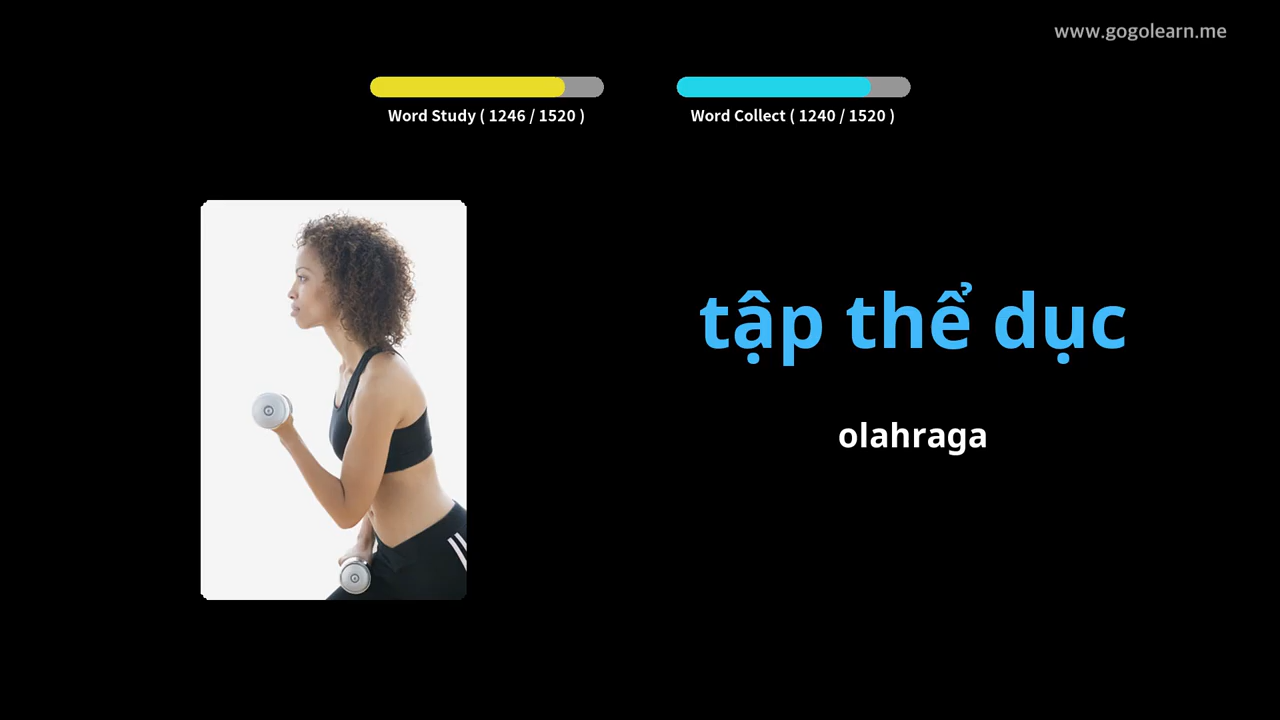 www.gogolearn.me
Word Study ( 1246 / 1520 )
Word Collect ( 1240 / 1520 )
tập thể dục
olahraga